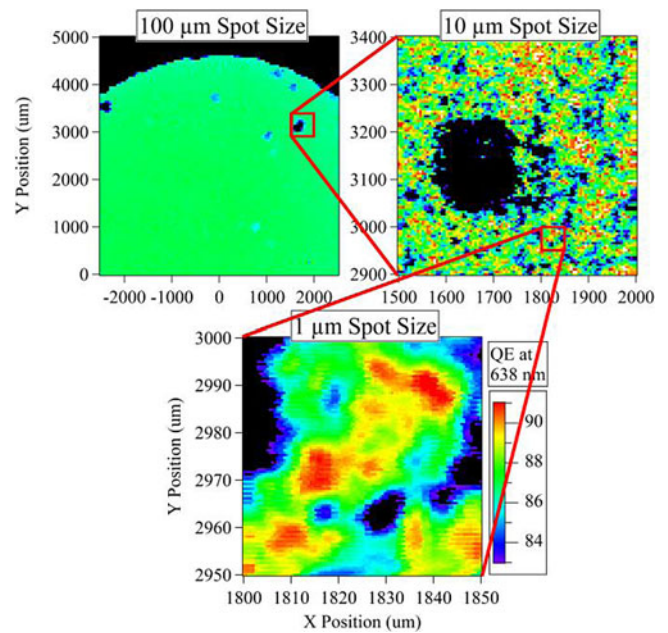 100 µm Spot Size
10 µm Spot Size
Y Position (um)
5000
4000
3000
2000
1000
0
-2000 -1000 0 1000 2000
3400
3300
3200
3100
3000
2900
1500 1600 1700 1800 1900 2000
1 µm Spot Size
Y Position (um)
3000
2990
2980
2970
2960
2950
1800 1810 1820 1830 1840 1850
X Position (um)
QE at
638 nm
90
88
86
84